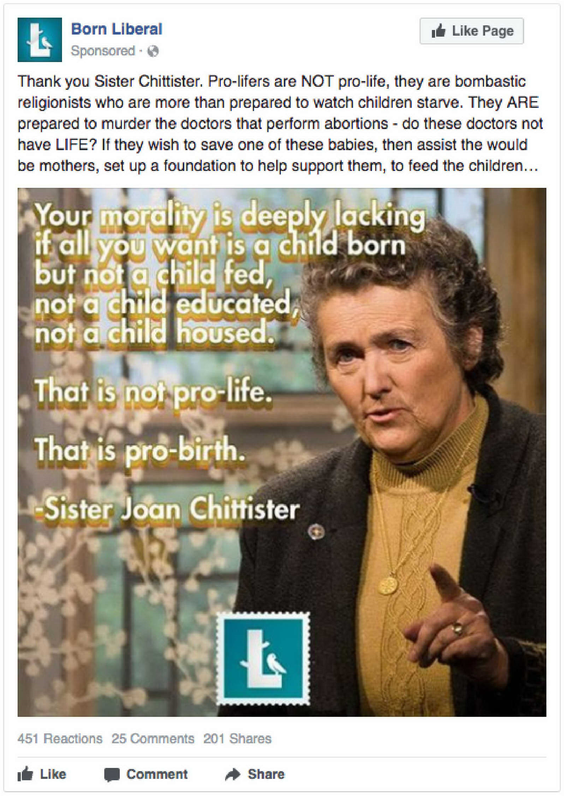 Born Liberal
Sponsored ·
Like Page
Thank you Sister Chittister. Pro-lifers are NOT pro-life, they are bombastic
religionists who are more than prepared to watch children starve. They ARE
prepared to murder the doctors that perform abortions - do these doctors not
have LIFE? If they wish to save one of these babies, then assist the would
be mothers, set up a foundation to help support them, to feed the children...
Your morality is deeply lacking
if all you want is a child born
but not a child fed,
not a child educated,
not a child housed.
That is not pro-life.
That is pro-birth.
-Sister Joan Chittister
Ł
451 Reactions 25 Comments 201 Shares
Like Comment Share